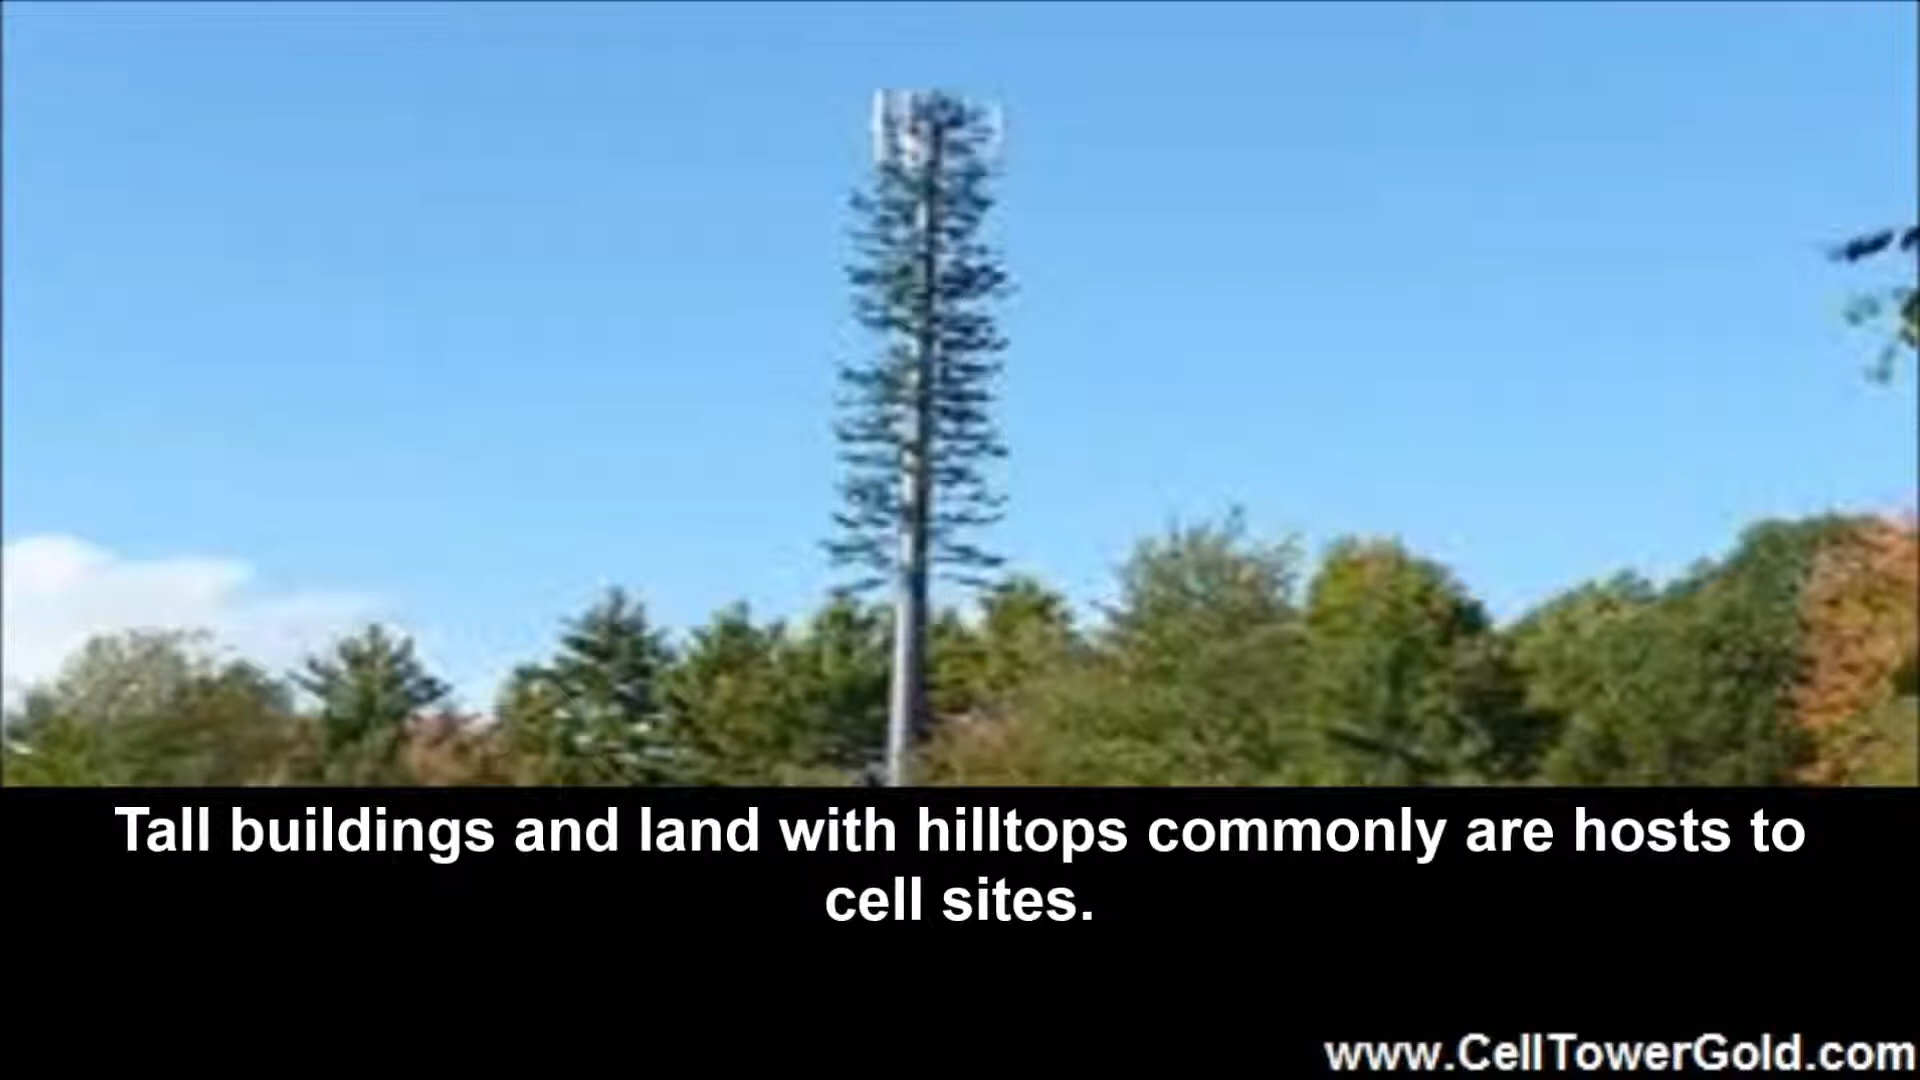 Tall buildings and land with hilltops commonly are hosts to
cell sites.
www.CellTowerGold.com